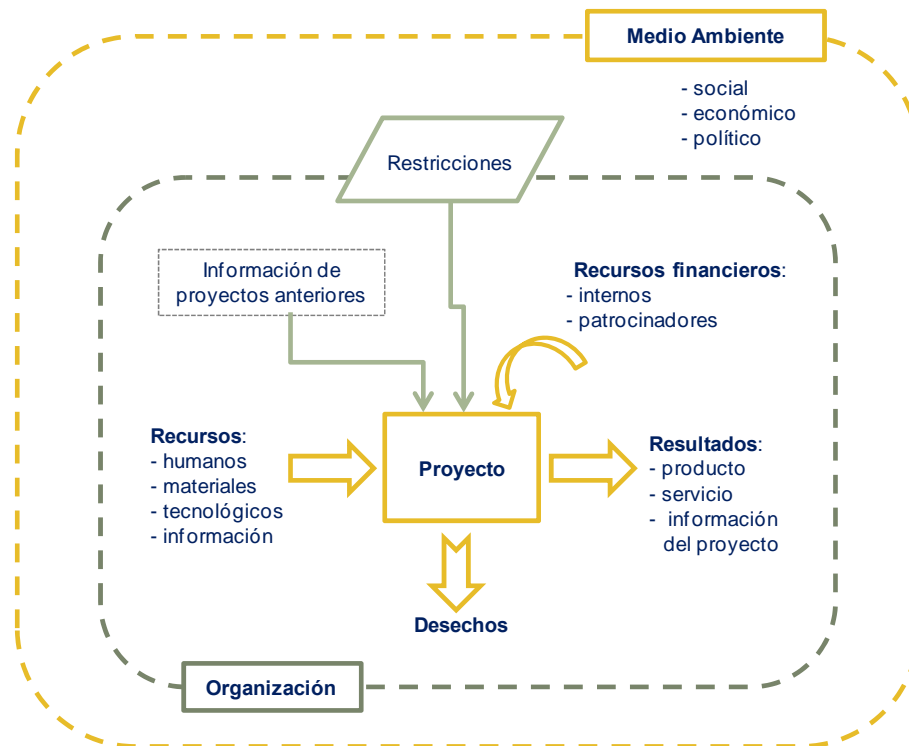 Medio Ambiente
- social
- económico
- político
Restricciones
Información de
proyectos anteriores
Recursos financieros:
- internos
- patrocinadores
Recursos:
- humanos
- materiales
- tecnológicos
- información
Proyecto
Resultados:
- producto
- servicio
- información
del proyecto
Desechos
Organización